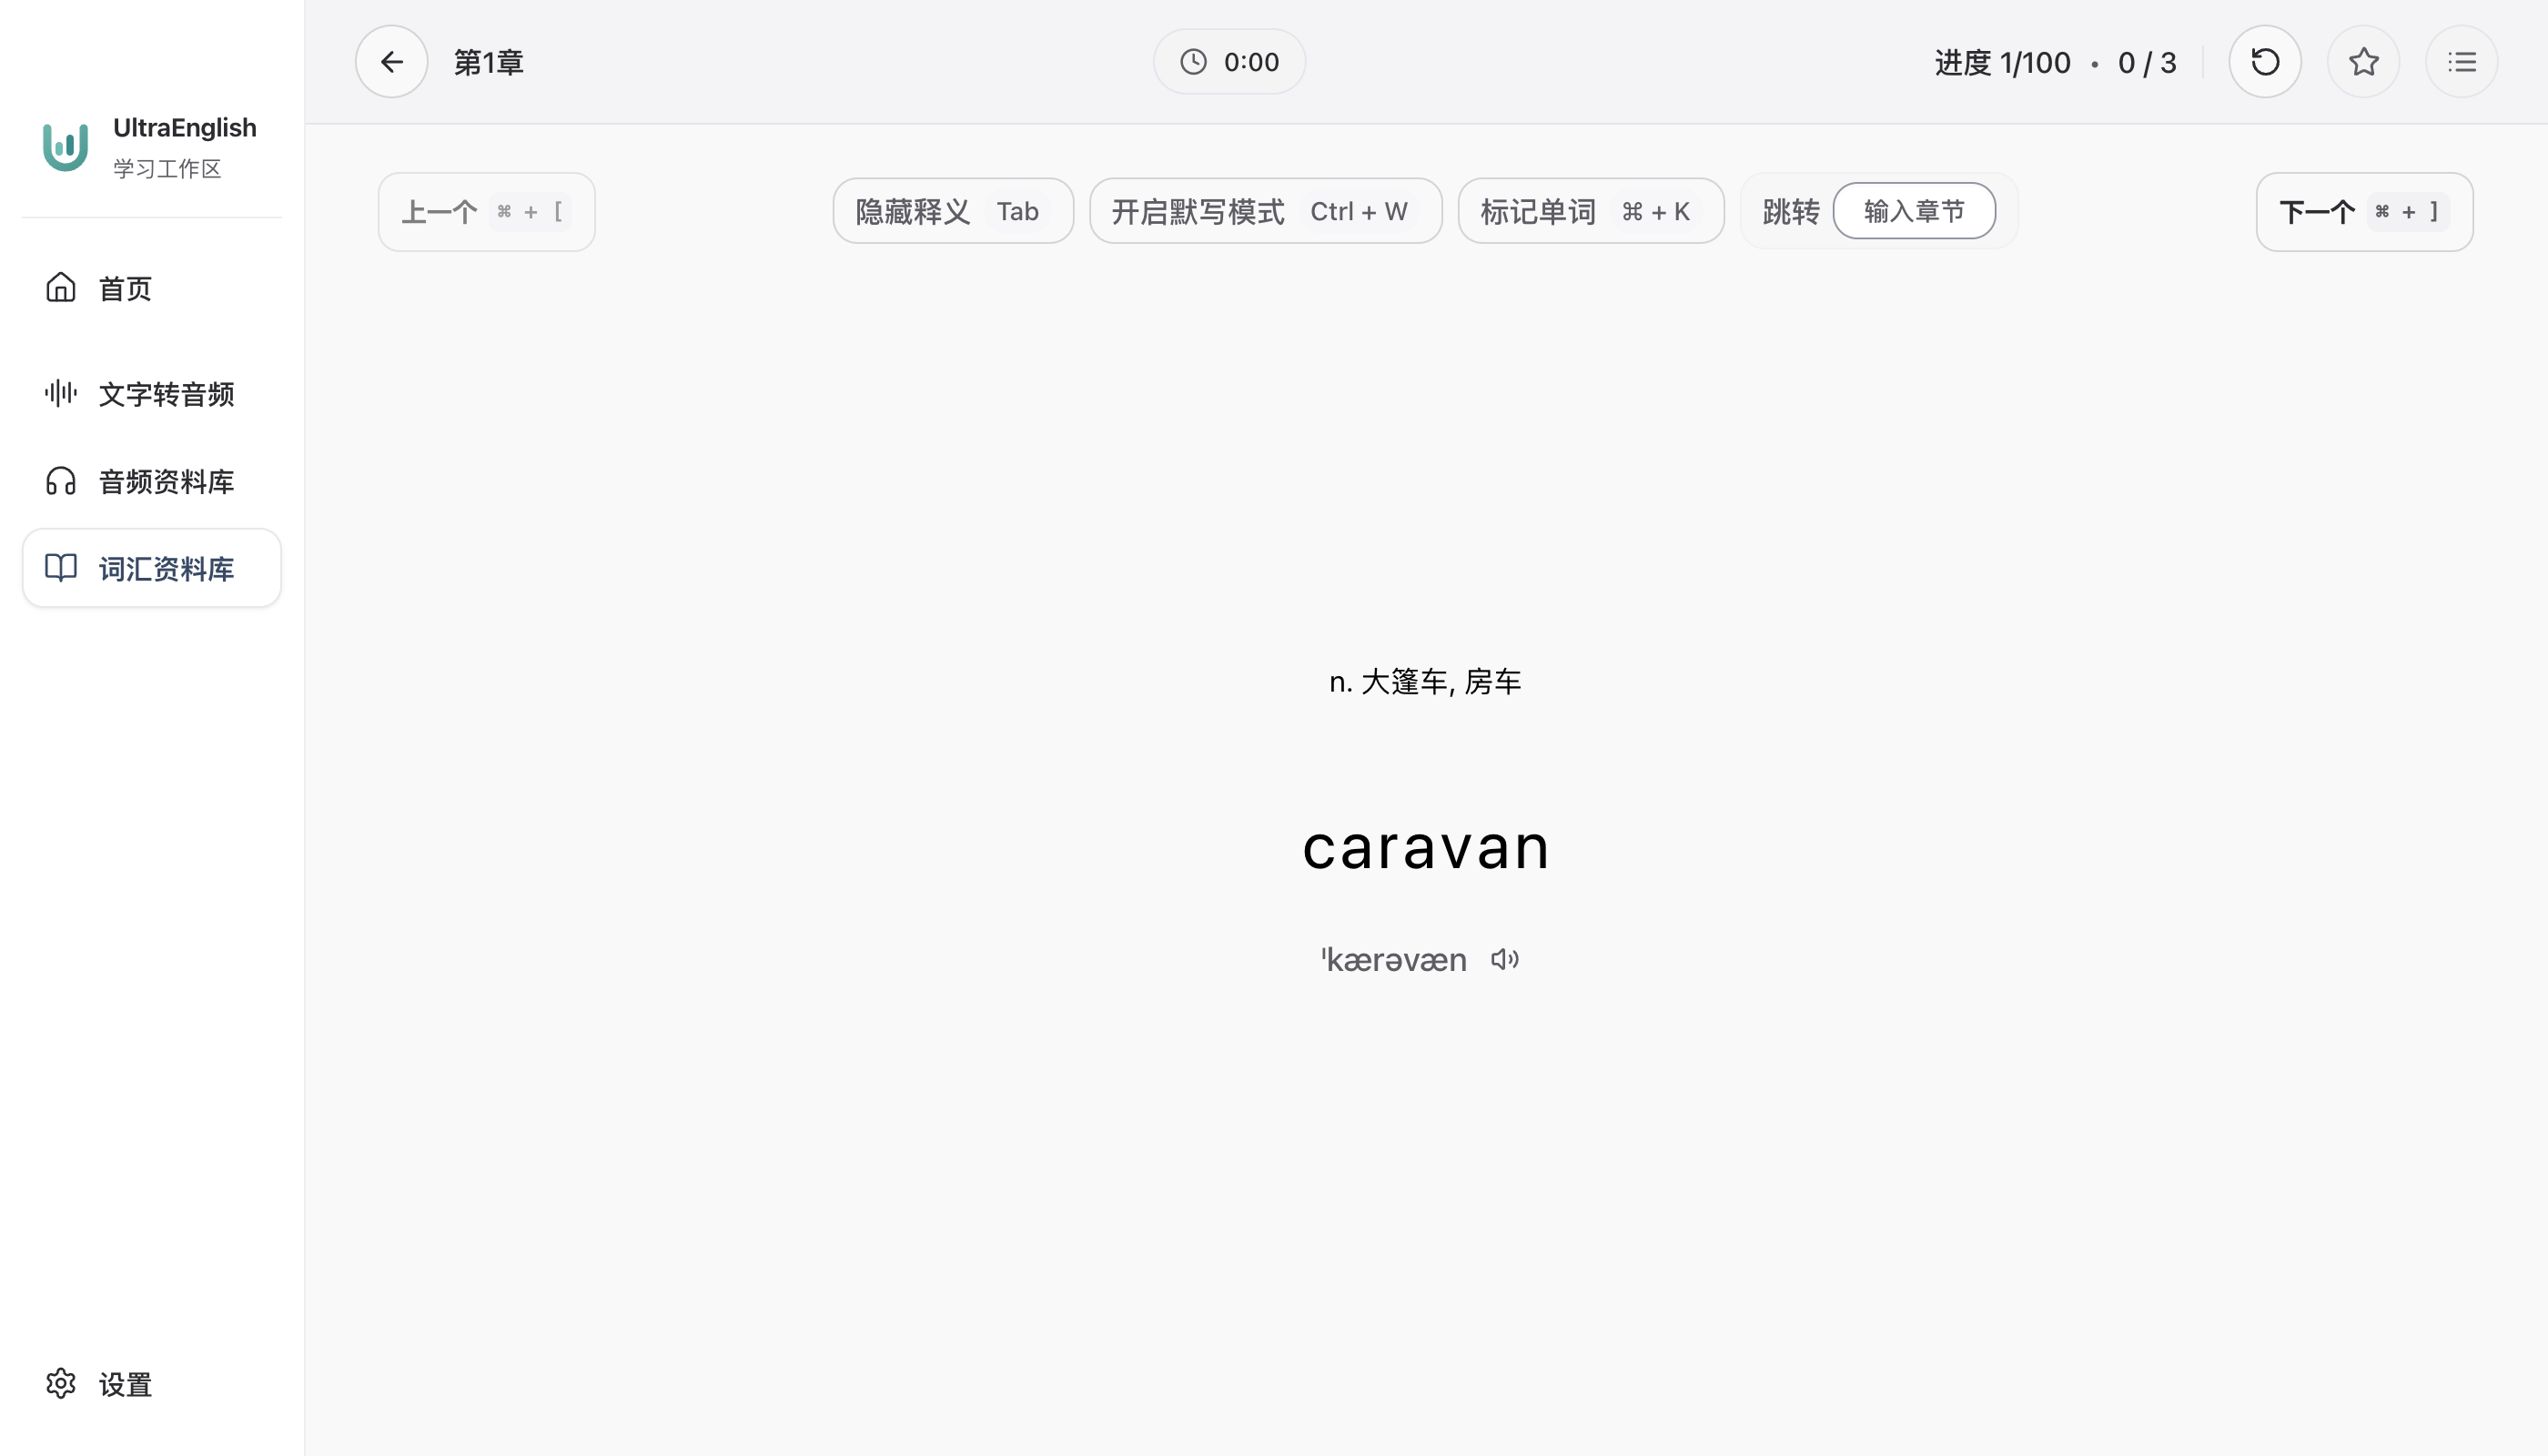 UltraEnglish
学习工作区
首页
文字转音频
音频资料库
词汇资料库
设置
第1章
0:00
进度 1/100 • 0 / 3
上一个 ⌘ + [
隐藏释义 Tab
开启默写模式 Ctrl + W
标记单词 ⌘ + K
跳转 输入章节
下一个 ⌘ + ]
n. 大篷车, 房车
caravan
ˈkærəvæn